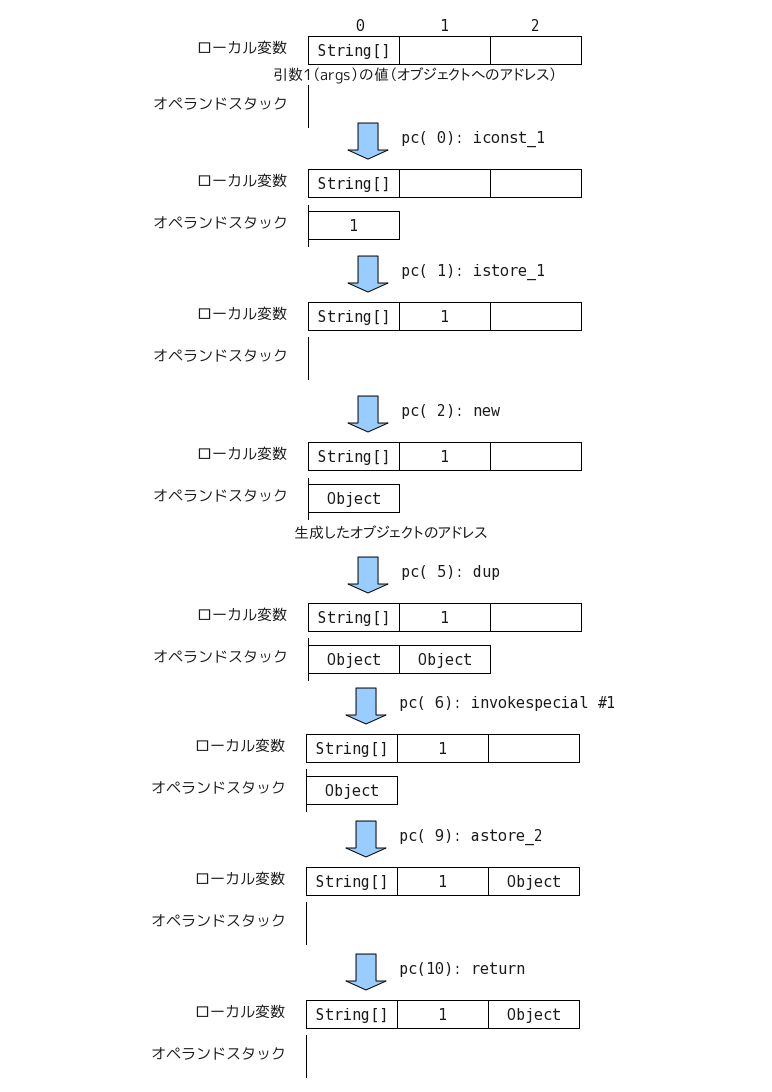 0 1 2
ローカル変数 String[]
引数1(args)の値(オブジェクトへのアドレス)
オペランドスタック
pc( 0): iconst_1
ローカル変数 String[]
オペランドスタック 1
pc( 1): istore_1
ローカル変数 String[] 1
オペランドスタック
pc( 2): new
ローカル変数 String[] 1
オペランドスタック Object
生成したオブジェクトのアドレス
pc( 5): dup
ローカル変数 String[] 1
オペランドスタック Object Object
pc( 6): invokespecial #1
ローカル変数 String[] 1
オペランドスタック Object
pc( 9): astore_2
ローカル変数 String[] 1 Object
オペランドスタック
pc(10): return
ローカル変数 String[] 1 Object
オペランドスタック